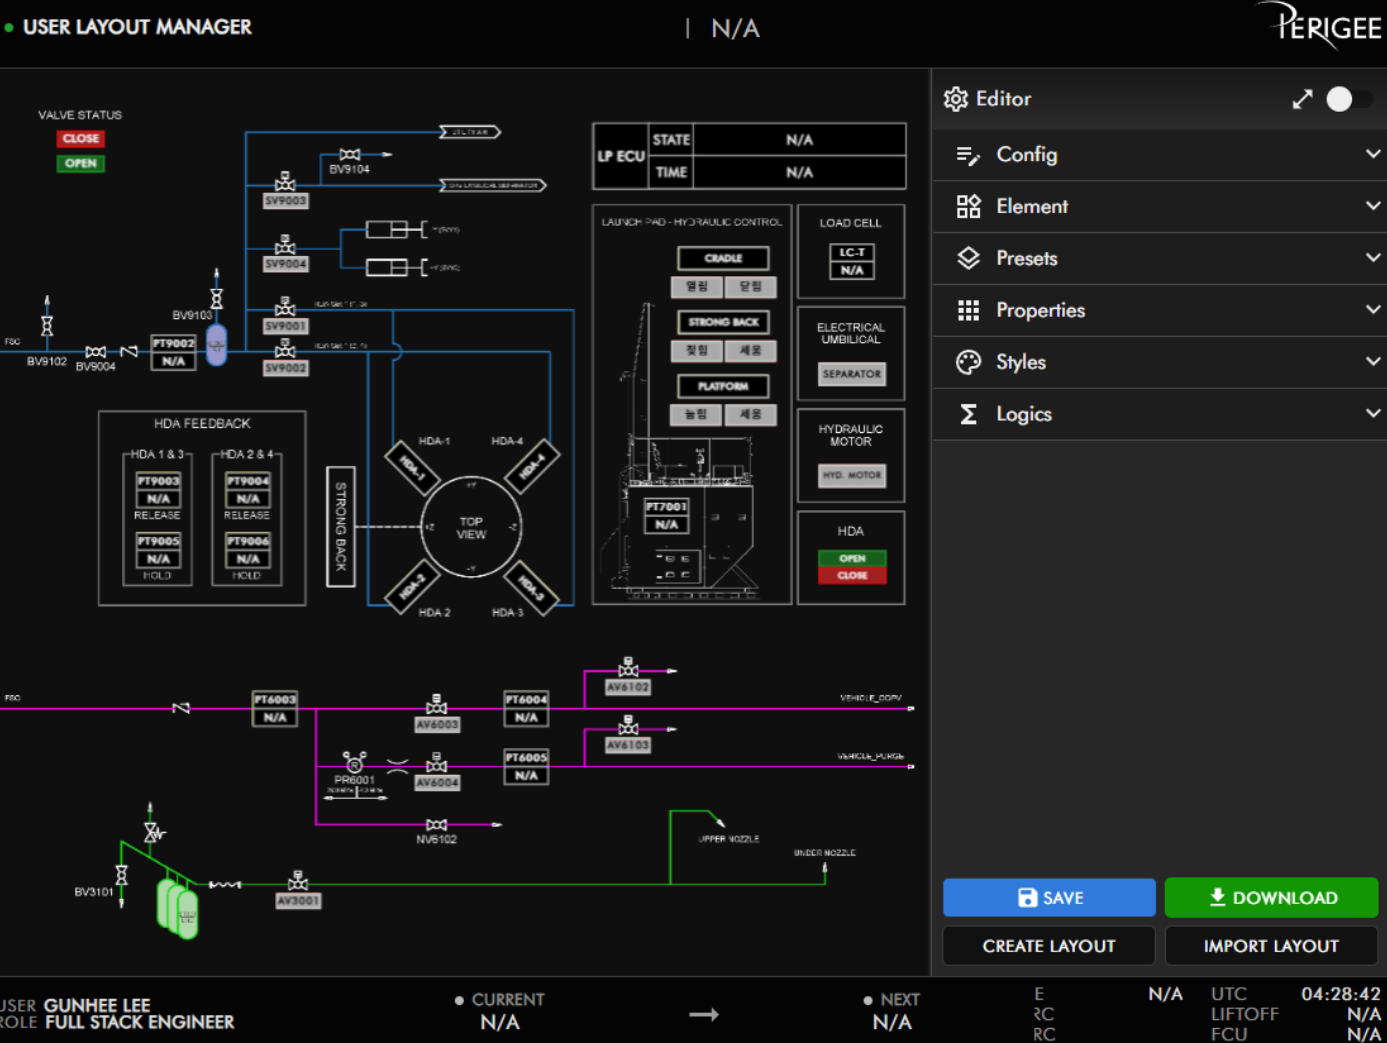 USER LAYOUT MANAGER
| N/A
PERIGEE
VALVE STATUS
CLOSE
OPEN
BV9104
SV9003
SV9004
BV9103
SV9001
SV9002
FSC
BV9102
BV9004
PT9002
N/A
LP ECU
STATE
N/A
TIME
N/A
LAUNCH PAD - HYDRAULIC CONTROL
CRADLE
열림
닫힘
STRONG BACK
젖힘
세움
PLATFORM
눕힘
세움
PT7001
N/A
LOAD CELL
LC-T
N/A
ELECTRICAL
UMBILICAL
SEPARATOR
HYDRAULIC
MOTOR
HYD. MOTOR
HDA
OPEN
CLOSE
HDA FEEDBACK
HDA 1 & 3
PT9003
N/A
RELEASE
PT9005
N/A
HOLD
HDA 2 & 4
PT9004
N/A
RELEASE
PT9006
N/A
HOLD
STRONG BACK
HDA-1
HDA-1
HDA-4
HDA-4
+Y
+Z
TOP
VIEW
-Z
-Y
HDA-2
HDA-2
HDA-3
HDA-3
FSC
PT6003
N/A
AV6003
PT6004
N/A
AV6102
VEHICLE_COPV
PR6001
AV6004
PT6005
N/A
AV6103
VEHICLE_PURGE
NV6102
UPPER NOZZLE
UNDER NOZZLE
BV3101
AV3001
Editor
Config
Element
Presets
Properties
Styles
Logics
SAVE
DOWNLOAD
CREATE LAYOUT
IMPORT LAYOUT
USER GUNHEE LEE
ROLE FULL STACK ENGINEER
CURRENT
N/A
NEXT
N/A
E N/A
RC
RC
UTC 04:28:42
LIFTOFF N/A
FCU N/A